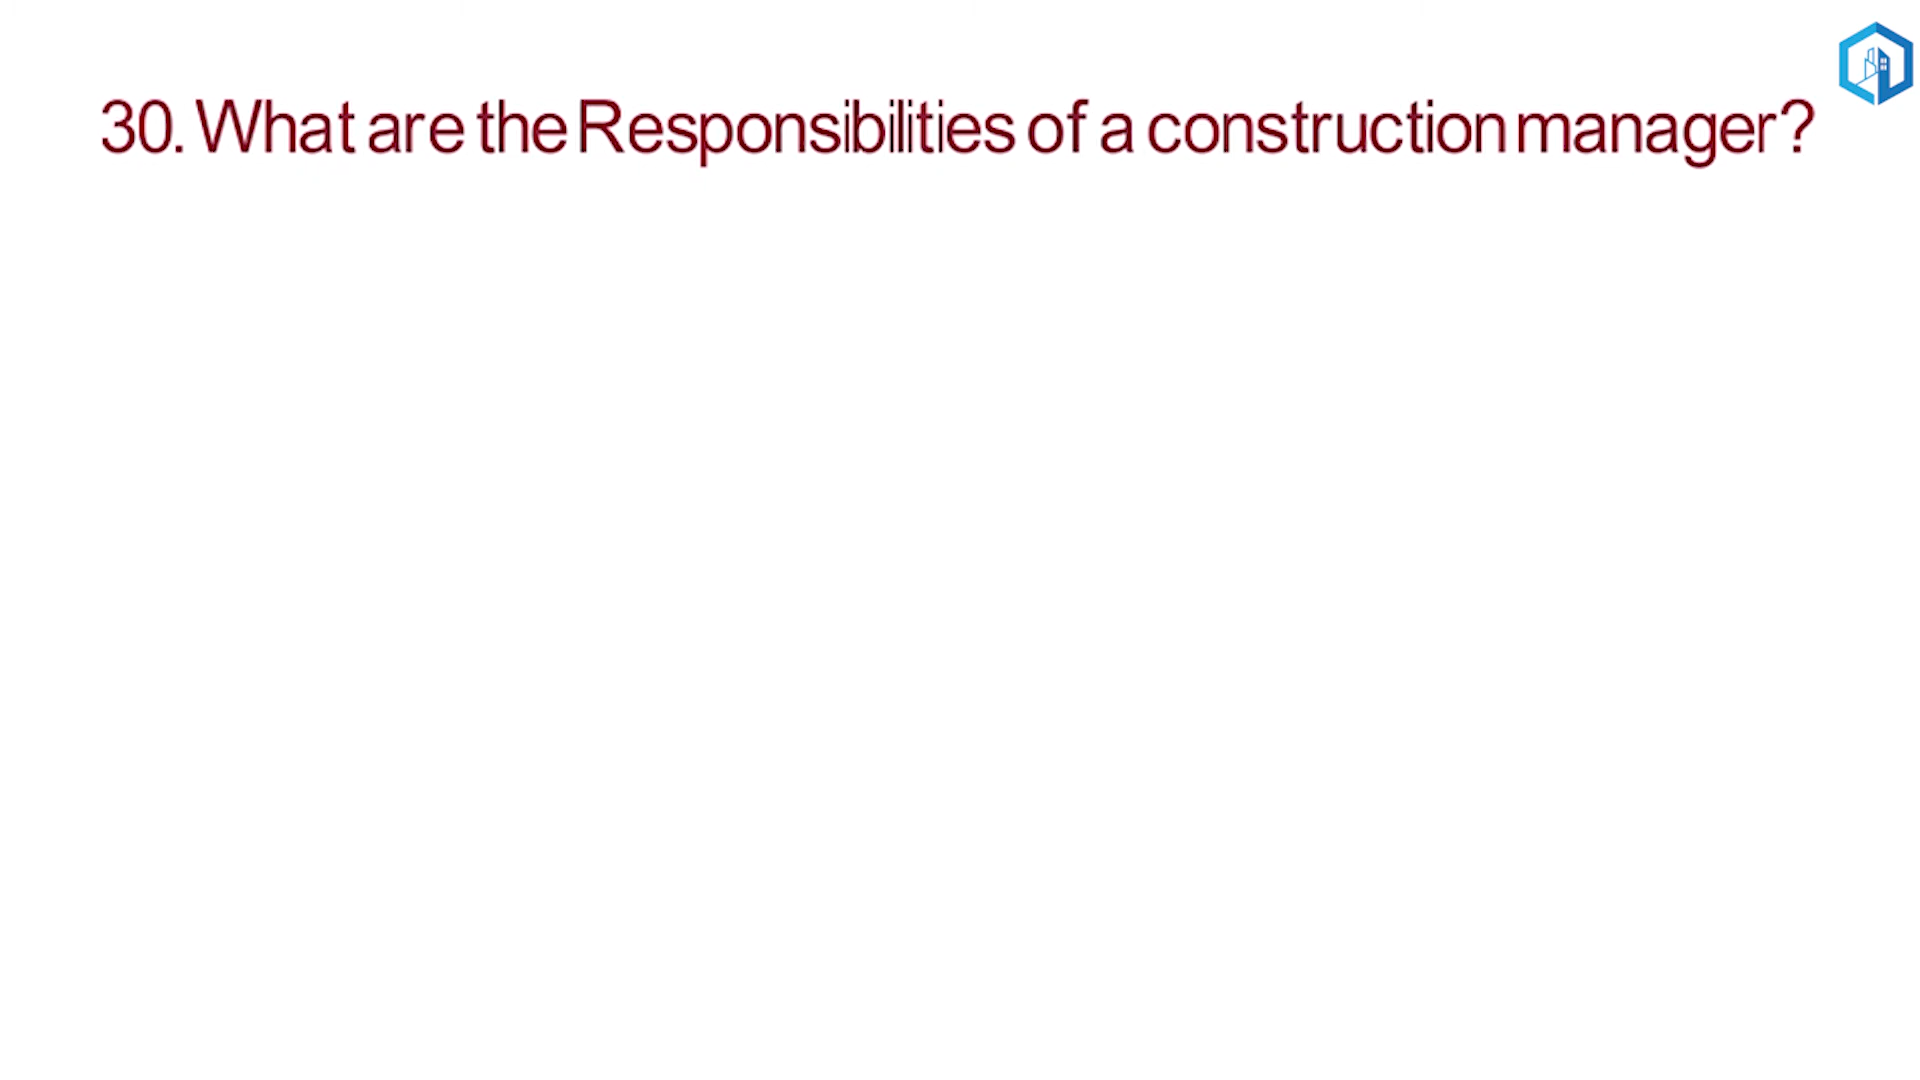 30. What are the Responsibilities of a construction manager?